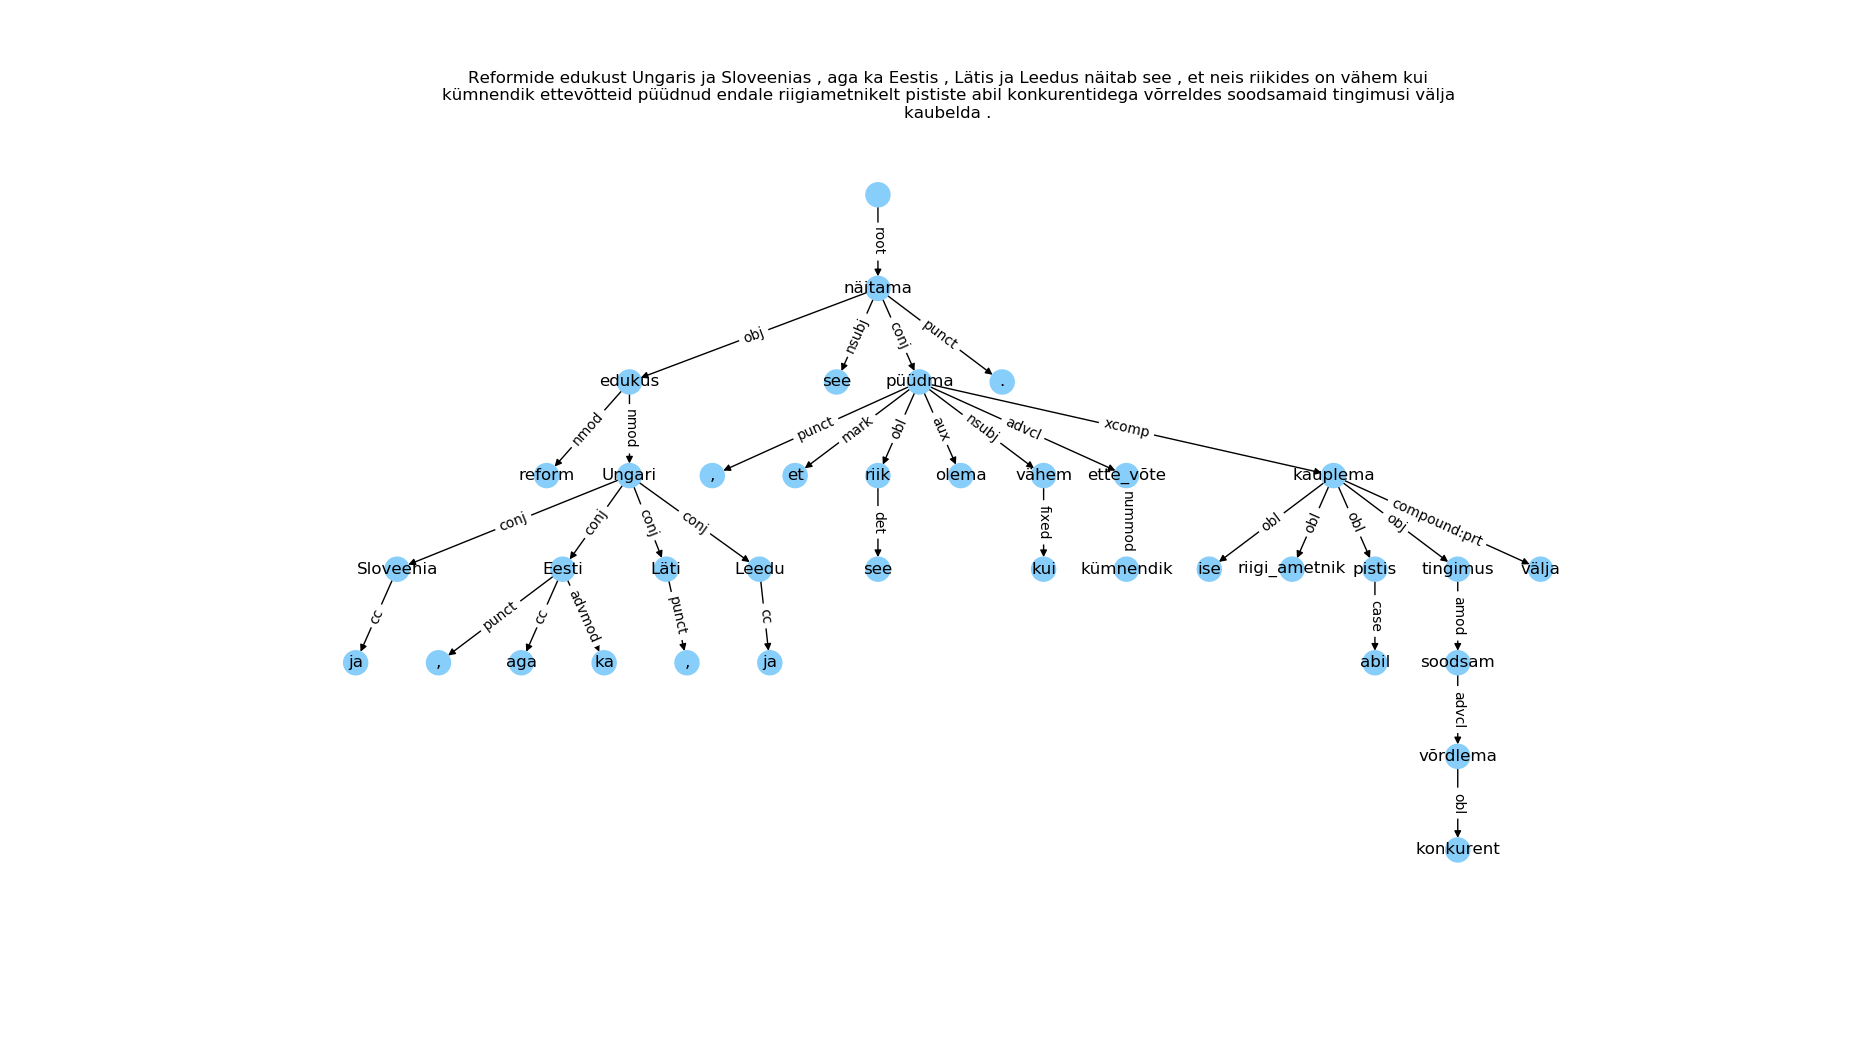 Reformide edukust Ungaris ja Sloveenias , aga ka Eestis , Lätis ja Leedus näitab see , et neis riikides on vähem kui
kümnendik ettevõtteid püüdnud endale riigiametnikelt pististe abil konkurentidega võrreldes soodsamaid tingimusi välja
kaubelda .
root
näitama
obj nsubj conj punct
edukus see püüdma .
nmod nmod punct mark obl aux nsubj advcl xcomp
reform Ungari , et riik olema vähem ette_võte kauplema
conj conj conj conj det fixed nummod obl obl obl obj compound:prt
Sloveenia Eesti Läti Leedu see kui kümnendik ise riigi_ametnik pistis tingimus välja
cc punct cc advmod punct cc case amod
ja , aga ka , ja abil soodsam
advcl
võrdlema
obl
konkurent